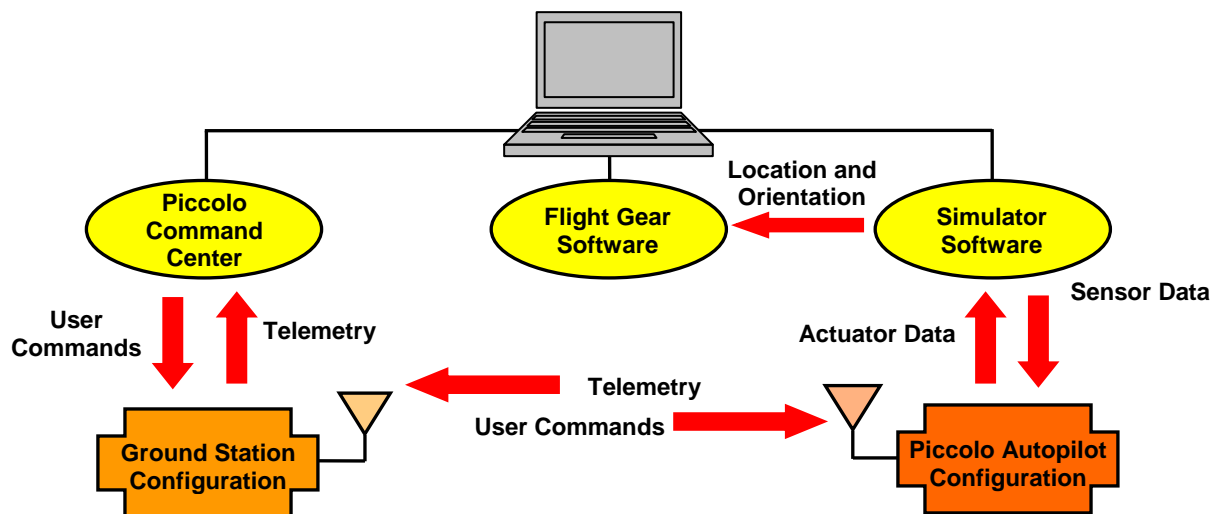 Piccolo
Command
Center
Flight Gear
Software
Location and
Orientation
Simulator
Software
User
Commands
Telemetry
Actuator Data
Sensor Data
Telemetry
User Commands
Ground Station
Configuration
Piccolo Autopilot
Configuration